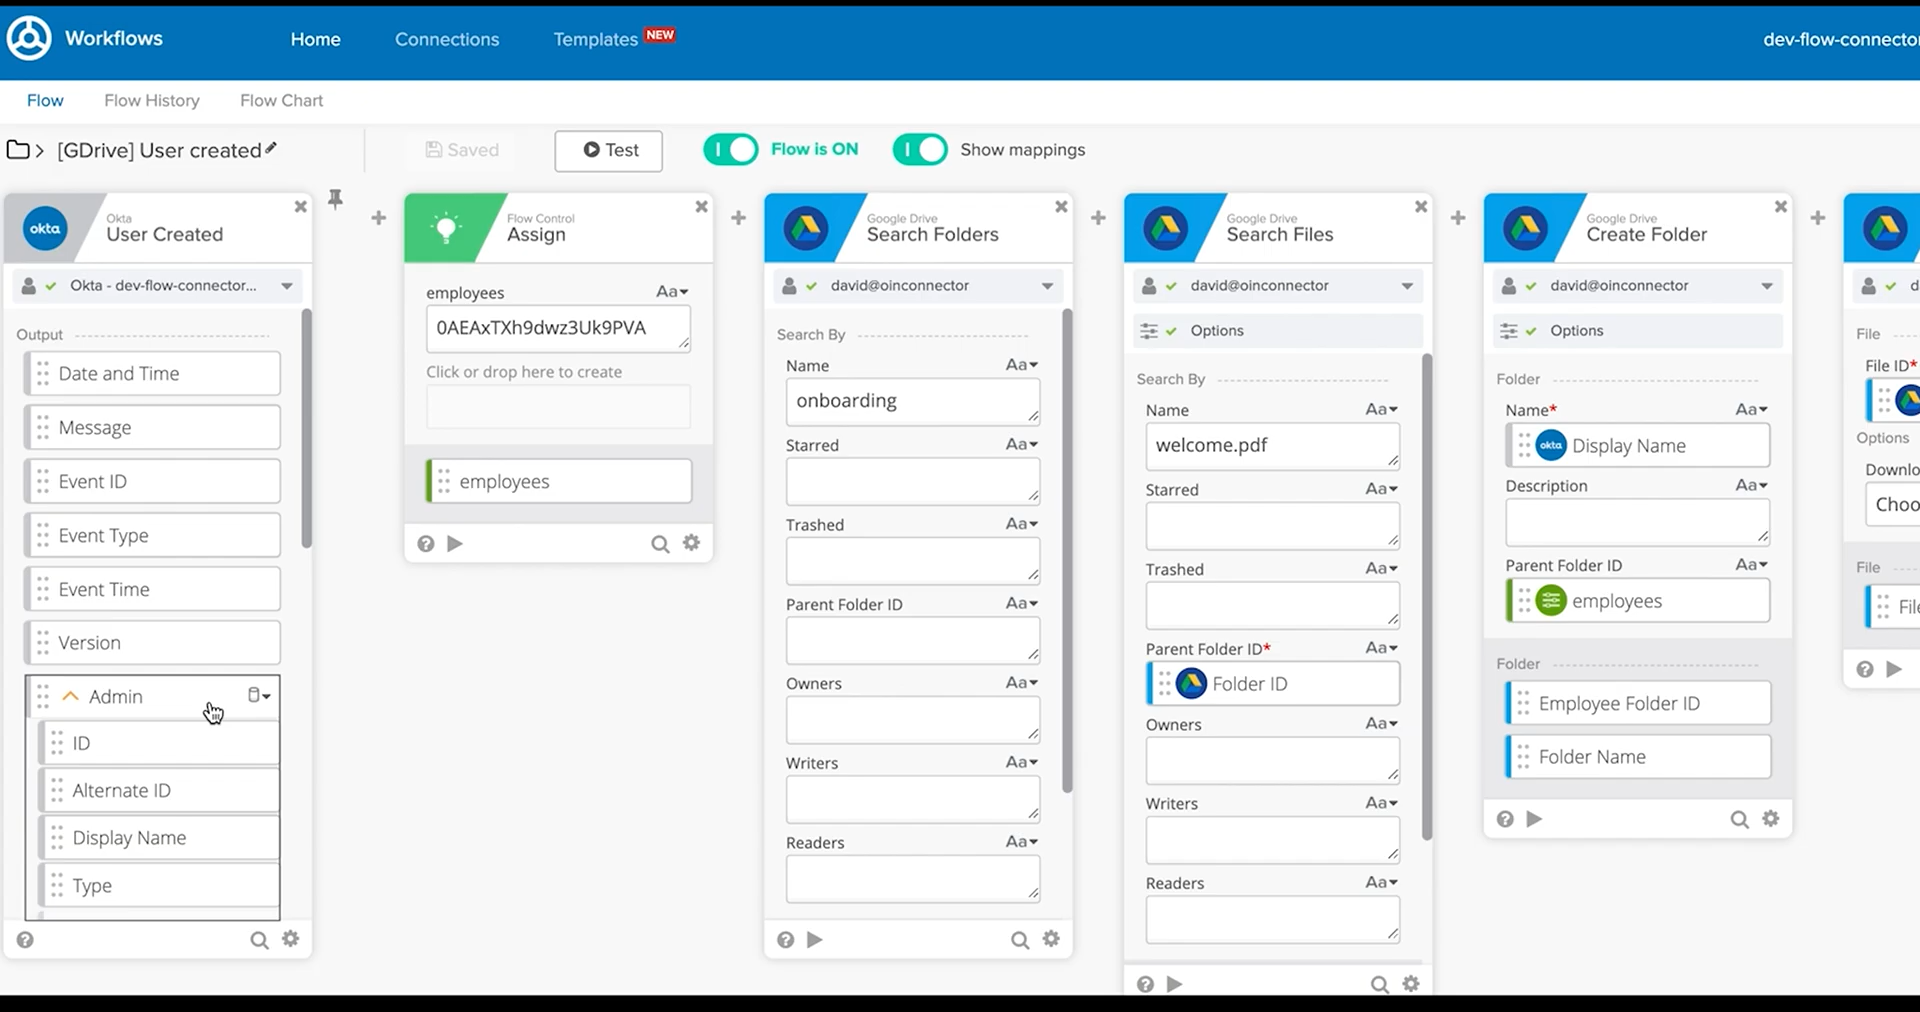 Workflows
Home
Connections
Templates NEW
dev-flow-connector
Flow
Flow History
Flow Chart
[GDrive] User created
Saved
Test
Flow is ON
Show mappings
okta
Okta
User Created
Okta - dev-flow-connector...
Output
Date and Time
Message
Event ID
Event Type
Event Time
Version
Admin
ID
Alternate ID
Display Name
Type
Flow Control
Assign
employees Aa
0AEAxTXh9dwz3Uk9PVA
Click or drop here to create
employees
Google Drive
Search Folders
david@oinconnector
Search By
Name Aa
onboarding
Starred Aa
Trashed Aa
Parent Folder ID Aa
Owners Aa
Writers Aa
Readers Aa
Google Drive
Search Files
david@oinconnector
Options
Search By
Name Aa
welcome.pdf
Starred Aa
Trashed Aa
Parent Folder ID* Aa
Folder ID
Owners Aa
Writers Aa
Readers Aa
Google Drive
Create Folder
david@oinconnector
Options
Folder
Name* Aa
okta Display Name
Description Aa
Parent Folder ID Aa
employees
Folder
Employee Folder ID
Folder Name
d
File
File ID*
Options
Downlo
Choo
File
File